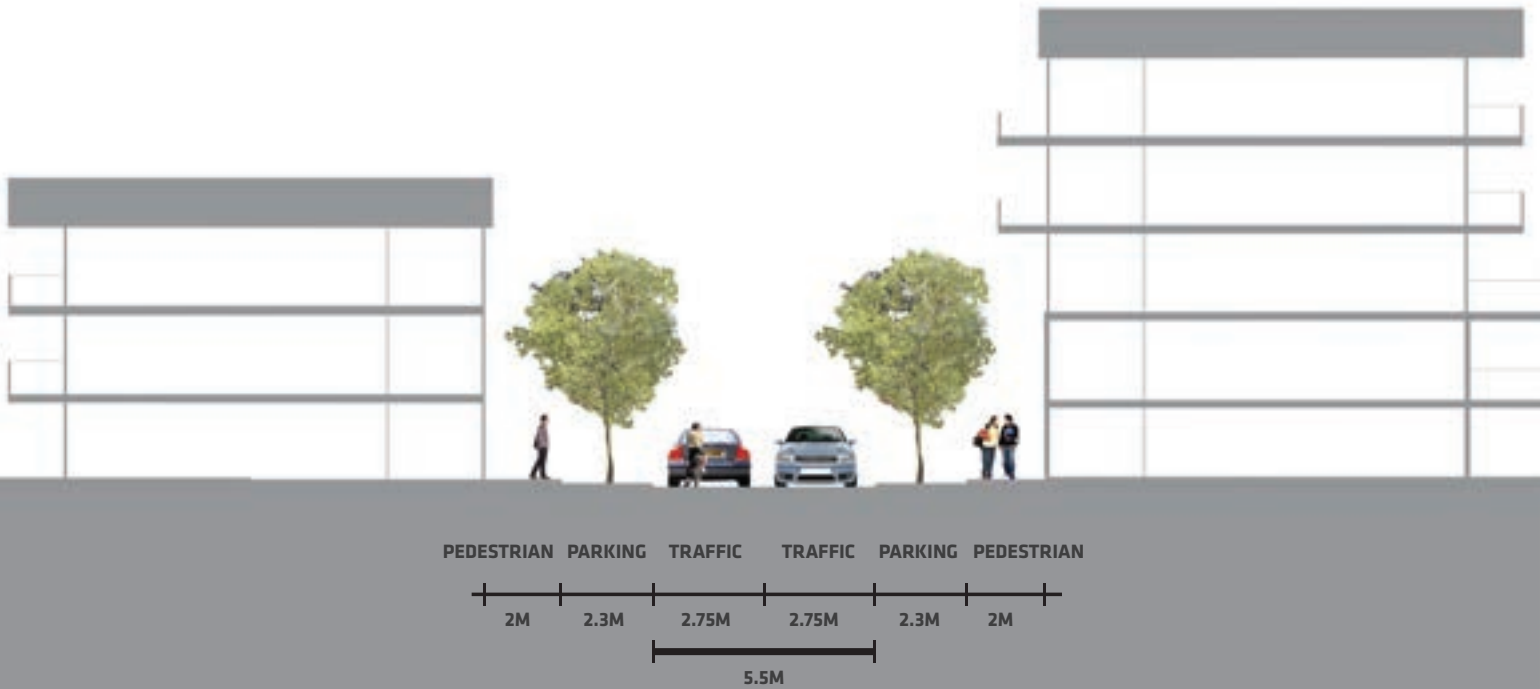 PEDESTRIAN PARKING TRAFFIC TRAFFIC PARKING PEDESTRIAN
2M 2.3M 2.75M 2.75M 2.3M 2M
5.5M